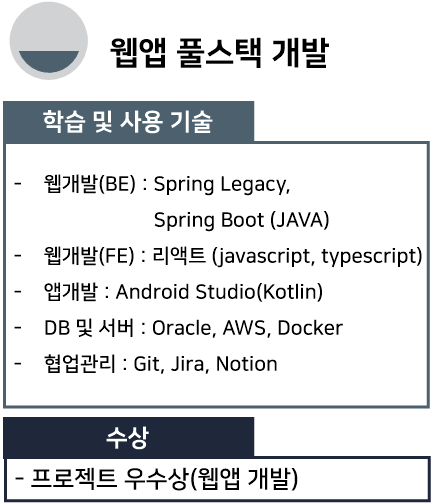 웹앱 풀스택 개발
학습 및 사용 기술
- 웹개발(BE) : Spring Legacy,
Spring Boot (JAVA)
- 웹개발(FE) : 리액트 (javascript, typescript)
- 앱개발 : Android Studio(Kotlin)
- DB 및 서버 : Oracle, AWS, Docker
- 협업관리 : Git, Jira, Notion
수상
- 프로젝트 우수상(웹앱 개발)